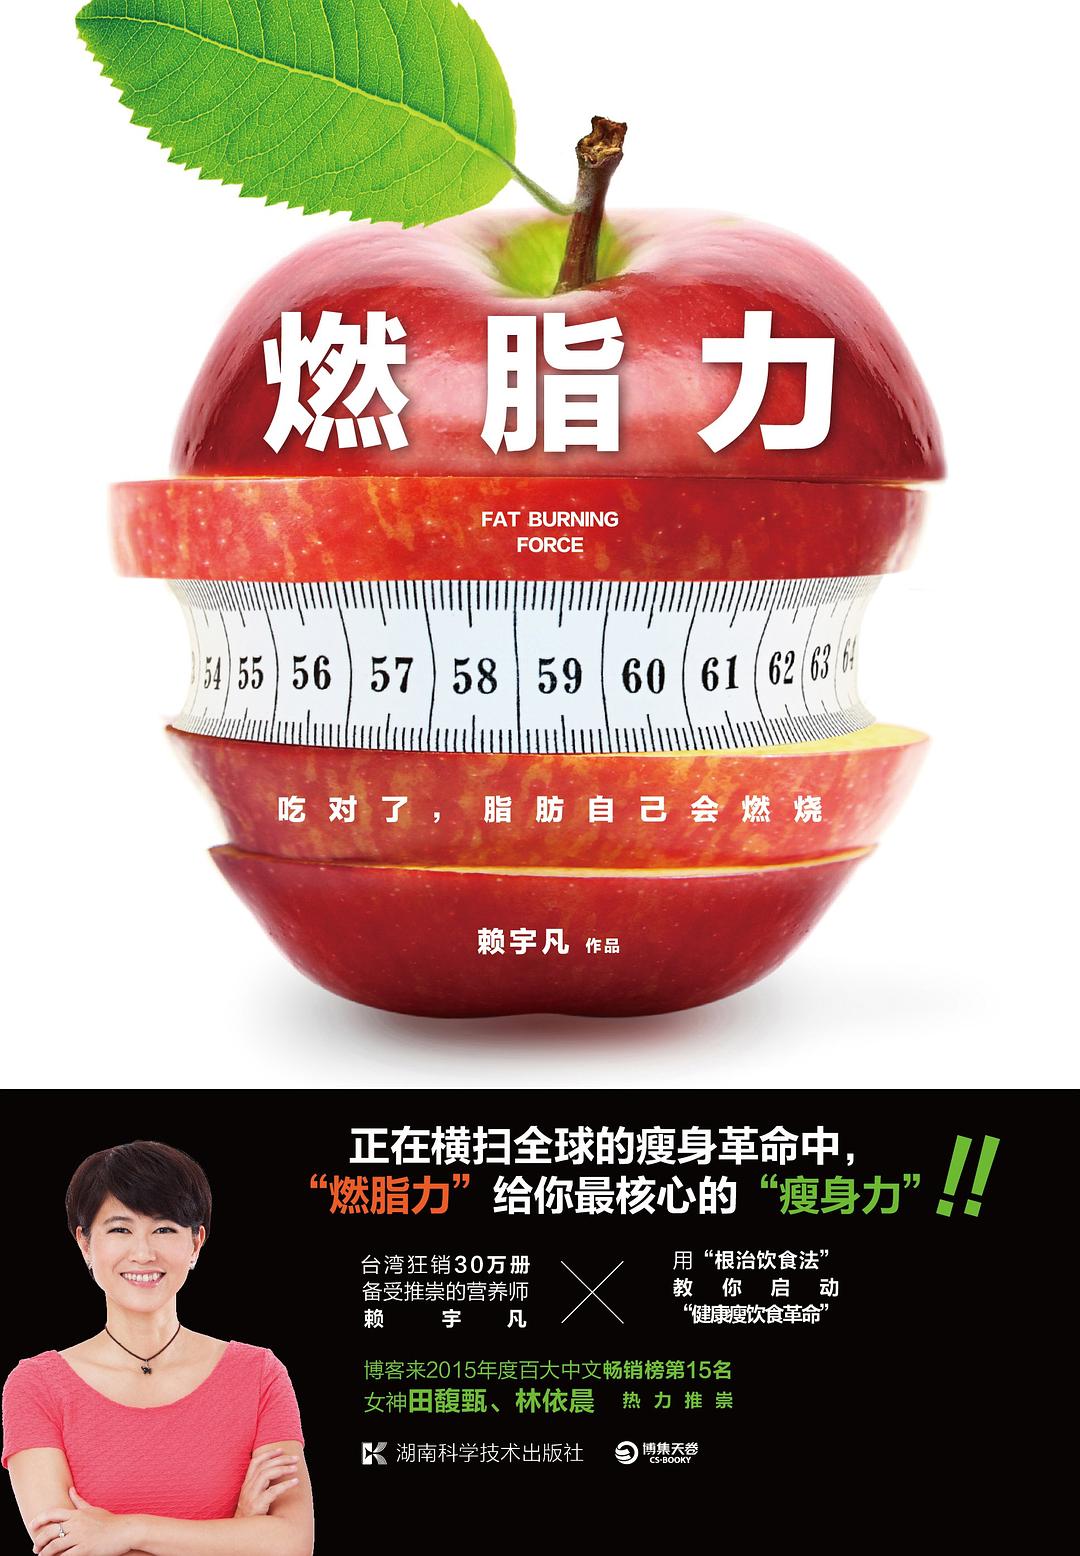 燃脂力
FAT BURNING
FORCE
54 55 56 57 58 59 60 61 62 63 64
吃对了，脂肪自己会燃烧
赖宇凡 作品
正在横扫全球的瘦身革命中，
“燃脂力”给你最核心的“瘦身力”!!
台湾狂销30万册
备受推崇的营养师
赖宇凡
用“根治饮食法”
教你启动
“健康瘦饮食革命”
博客来2015年度百大中文畅销榜第15名
女神田馥甄、林依晨 热力推崇
湖南科学技术出版社
博集天卷
CS-BOOKY